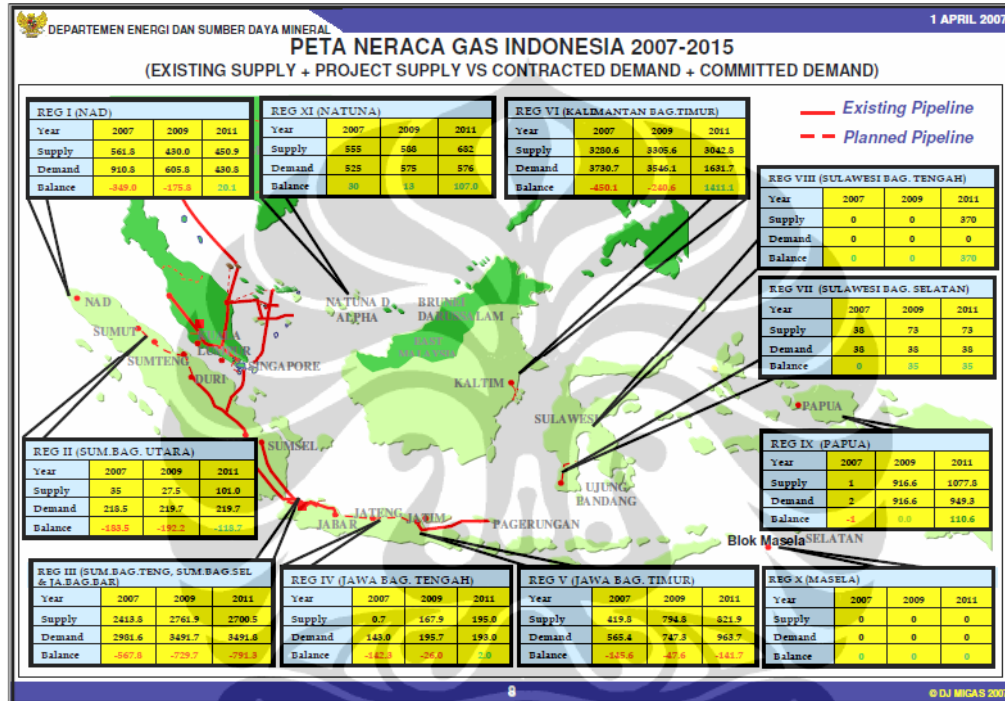 1 APRIL 2007
DEPARTEMEN ENERGI DAN SUMBER DAYA MINERAL
PETA NERACA GAS INDONESIA 2007-2015
(EXISTING SUPPLY + PROJECT SUPPLY VS CONTRACTED DEMAND + COMMITTED DEMAND)
Existing Pipeline
Planned Pipeline
REG I (NAD)
Year 2007 2009 2011
Supply 561.8 430.0 450.9
Demand 910.8 605.8 430.8
Balance -349.0 -175.8 20.1
REG XI (NATUNA)
Year 2007 2009 2011
Supply 555 588 682
Demand 525 575 576
Balance 30 13 107.0
REG VI (KALIMANTAN BAG.TIMUR)
Year 2007 2009 2011
Supply 3280.6 3305.6 3042.8
Demand 3730.7 3546.1 1631.7
Balance -450.1 -240.6 1411.1
REG VIII (SULAWESI BAG. TENGAH)
Year 2007 2009 2011
Supply 0 0 370
Demand 0 0 0
Balance 0 0 370
REG VII (SULAWESI BAG. SELATAN)
Year 2007 2009 2011
Supply 38 73 73
Demand 38 38 38
Balance 0 35 35
NAD
SUMUT
SUMTENG
DURI
LUMPUR
SINGAPORE
NATUNA D
ALPHA
BRUNEI
DARUSSALAM
EAST
KALTIM
SULAWESI
PAPUA
SUMSEL
UJUNG
PANDANG
JABAR
JATENG
JATIM
PAGERUNGAN
Blok Masela
SELATAN
REG II (SUM.BAG. UTARA)
Year 2007 2009 2011
Supply 35 27.5 101.0
Demand 218.5 219.7 219.7
Balance -183.5 -192.2 -118.7
REG IX (PAPUA)
Year 2007 2009 2011
Supply 1 916.6 1077.8
Demand 2 916.6 949.3
Balance -1 0.0 110.6
REG III (SUM.BAG.TENG, SUM.BAG.SEL
& JA.BAG.BAR)
Year 2007 2009 2011
Supply 2413.8 2761.9 2700.5
Demand 2981.6 3491.7 3491.8
Balance -567.8 -729.7 -791.3
REG IV (JAWA BAG. TENGAH)
Year 2007 2009 2011
Supply 0.7 167.9 195.0
Demand 143.0 195.7 193.0
Balance -142.3 -26.0 2.0
REG V (JAWA BAG. TIMUR)
Year 2007 2009 2011
Supply 419.8 794.8 821.9
Demand 565.4 747.3 963.7
Balance -145.6 -47.6 -141.7
REG X (MASELA)
Year 2007 2009 2011
Supply 0 0 0
Demand 0 0 0
Balance 0 0 0
8
© DJ MIGAS 2007